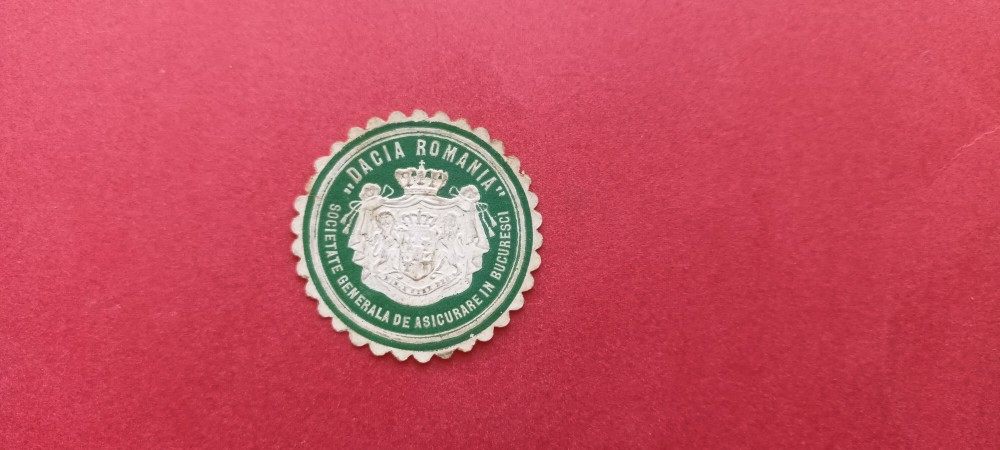 „DACIA ROMANIA”
SOCIETATE GENERALA DE ASICURARE IN BUCURESCI